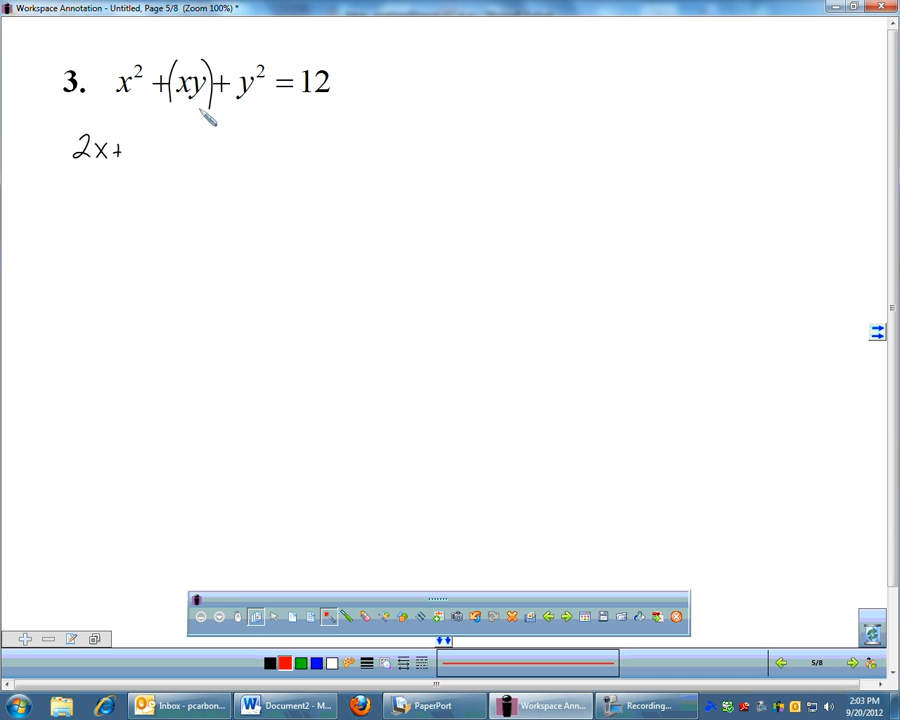 Workspace Annotation - Untitled, Page 5/8 (Zoom 100%) *
3. x² + (xy) + y² = 12
2x+
5/8
Inbox - pcarbon...
Document2 - M...
PaperPort
Workspace Ann...
Recording...
2:03 PM
9/20/2012